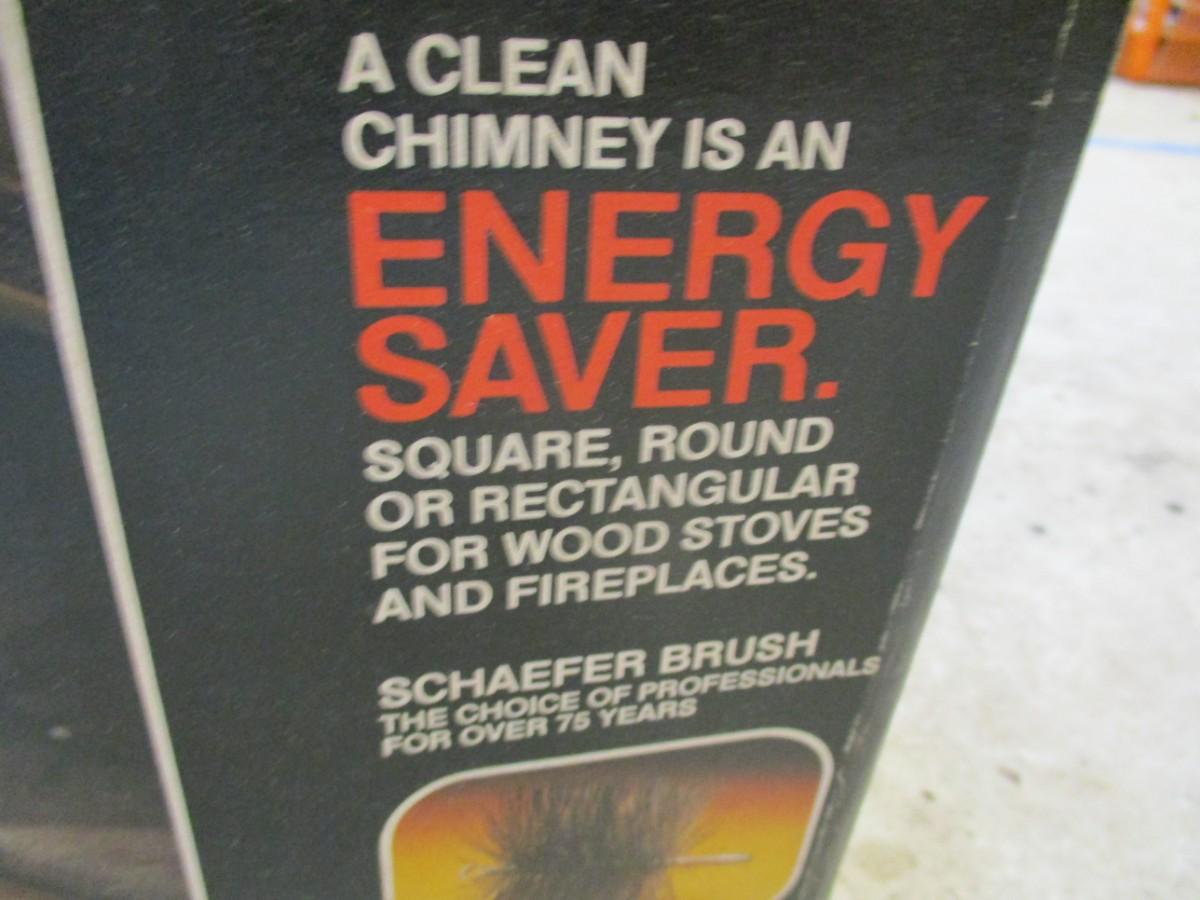 A CLEAN
CHIMNEY IS AN
ENERGY
SAVER.
SQUARE, ROUND
OR RECTANGULAR
FOR WOOD STOVES
AND FIREPLACES.
SCHAEFER BRUSH
THE CHOICE OF PROFESSIONALS
FOR OVER 75 YEARS